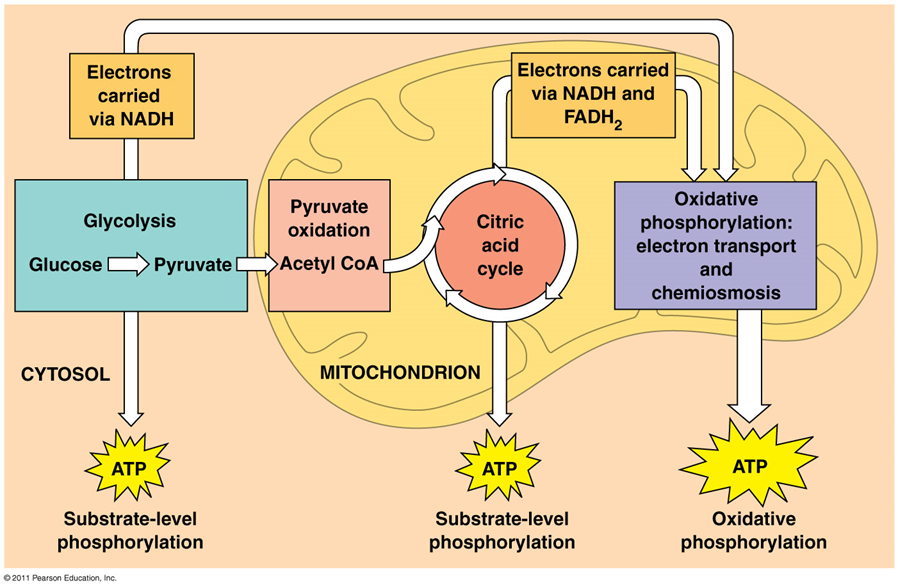 Electrons
carried
via NADH
Electrons carried
via NADH and
FADH₂
Glycolysis
Glucose
Pyruvate
Pyruvate
oxidation
Acetyl CoA
Citric
acid
cycle
Oxidative
phosphorylation:
electron transport
and
chemiosmosis
CYTOSOL
MITOCHONDRION
ATP
ATP
ATP
Substrate-level
phosphorylation
Substrate-level
phosphorylation
Oxidative
phosphorylation
© 2011 Pearson Education, Inc.